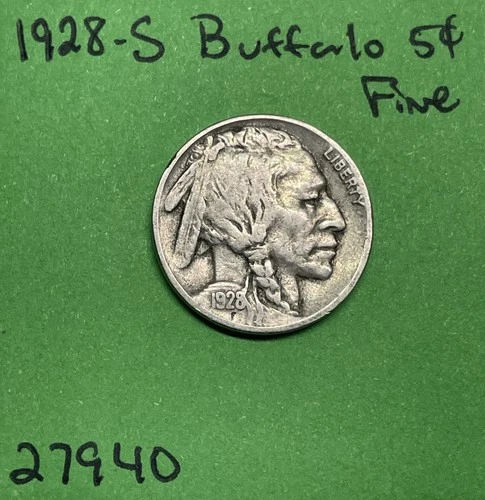 1928-S Buffalo 5¢
Fine
LIBERTY
1928
F
27940